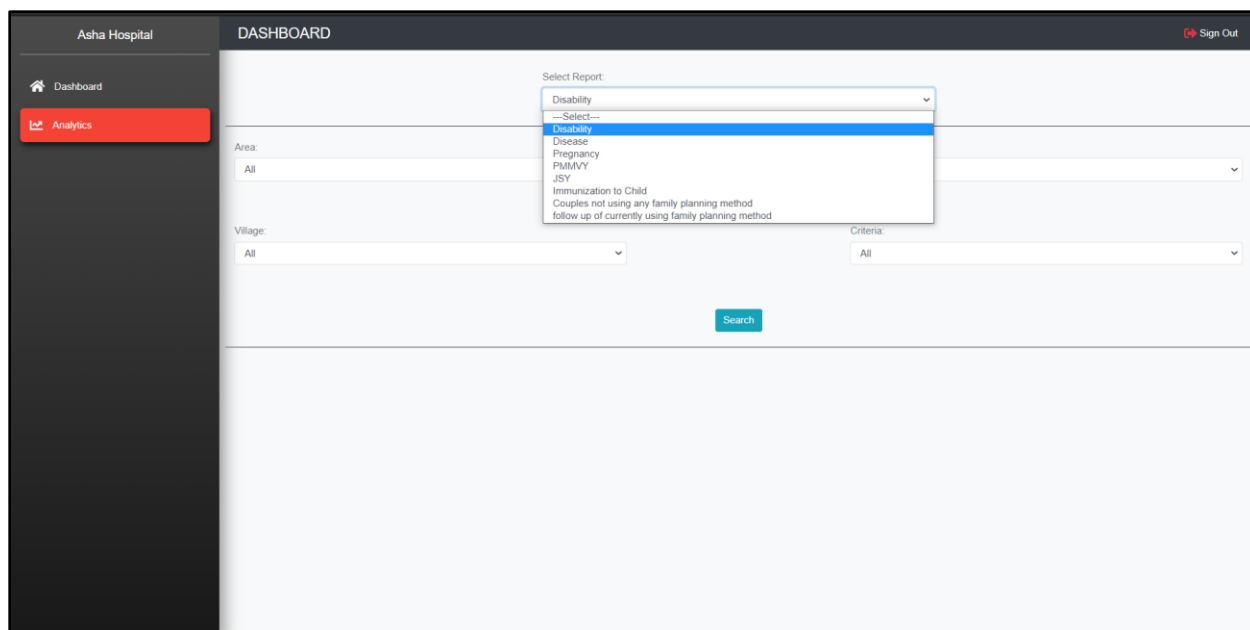 Asha Hospital
DASHBOARD
Sign Out
Dashboard
Analytics
Select Report:
Disability
---Select---
Disability
Disease
Pregnancy
PMMVY
JSY
Immunization to Child
Couples not using any family planning method
follow up of currently using family planning method
Area:
All
Village:
All
Criteria:
All
Search